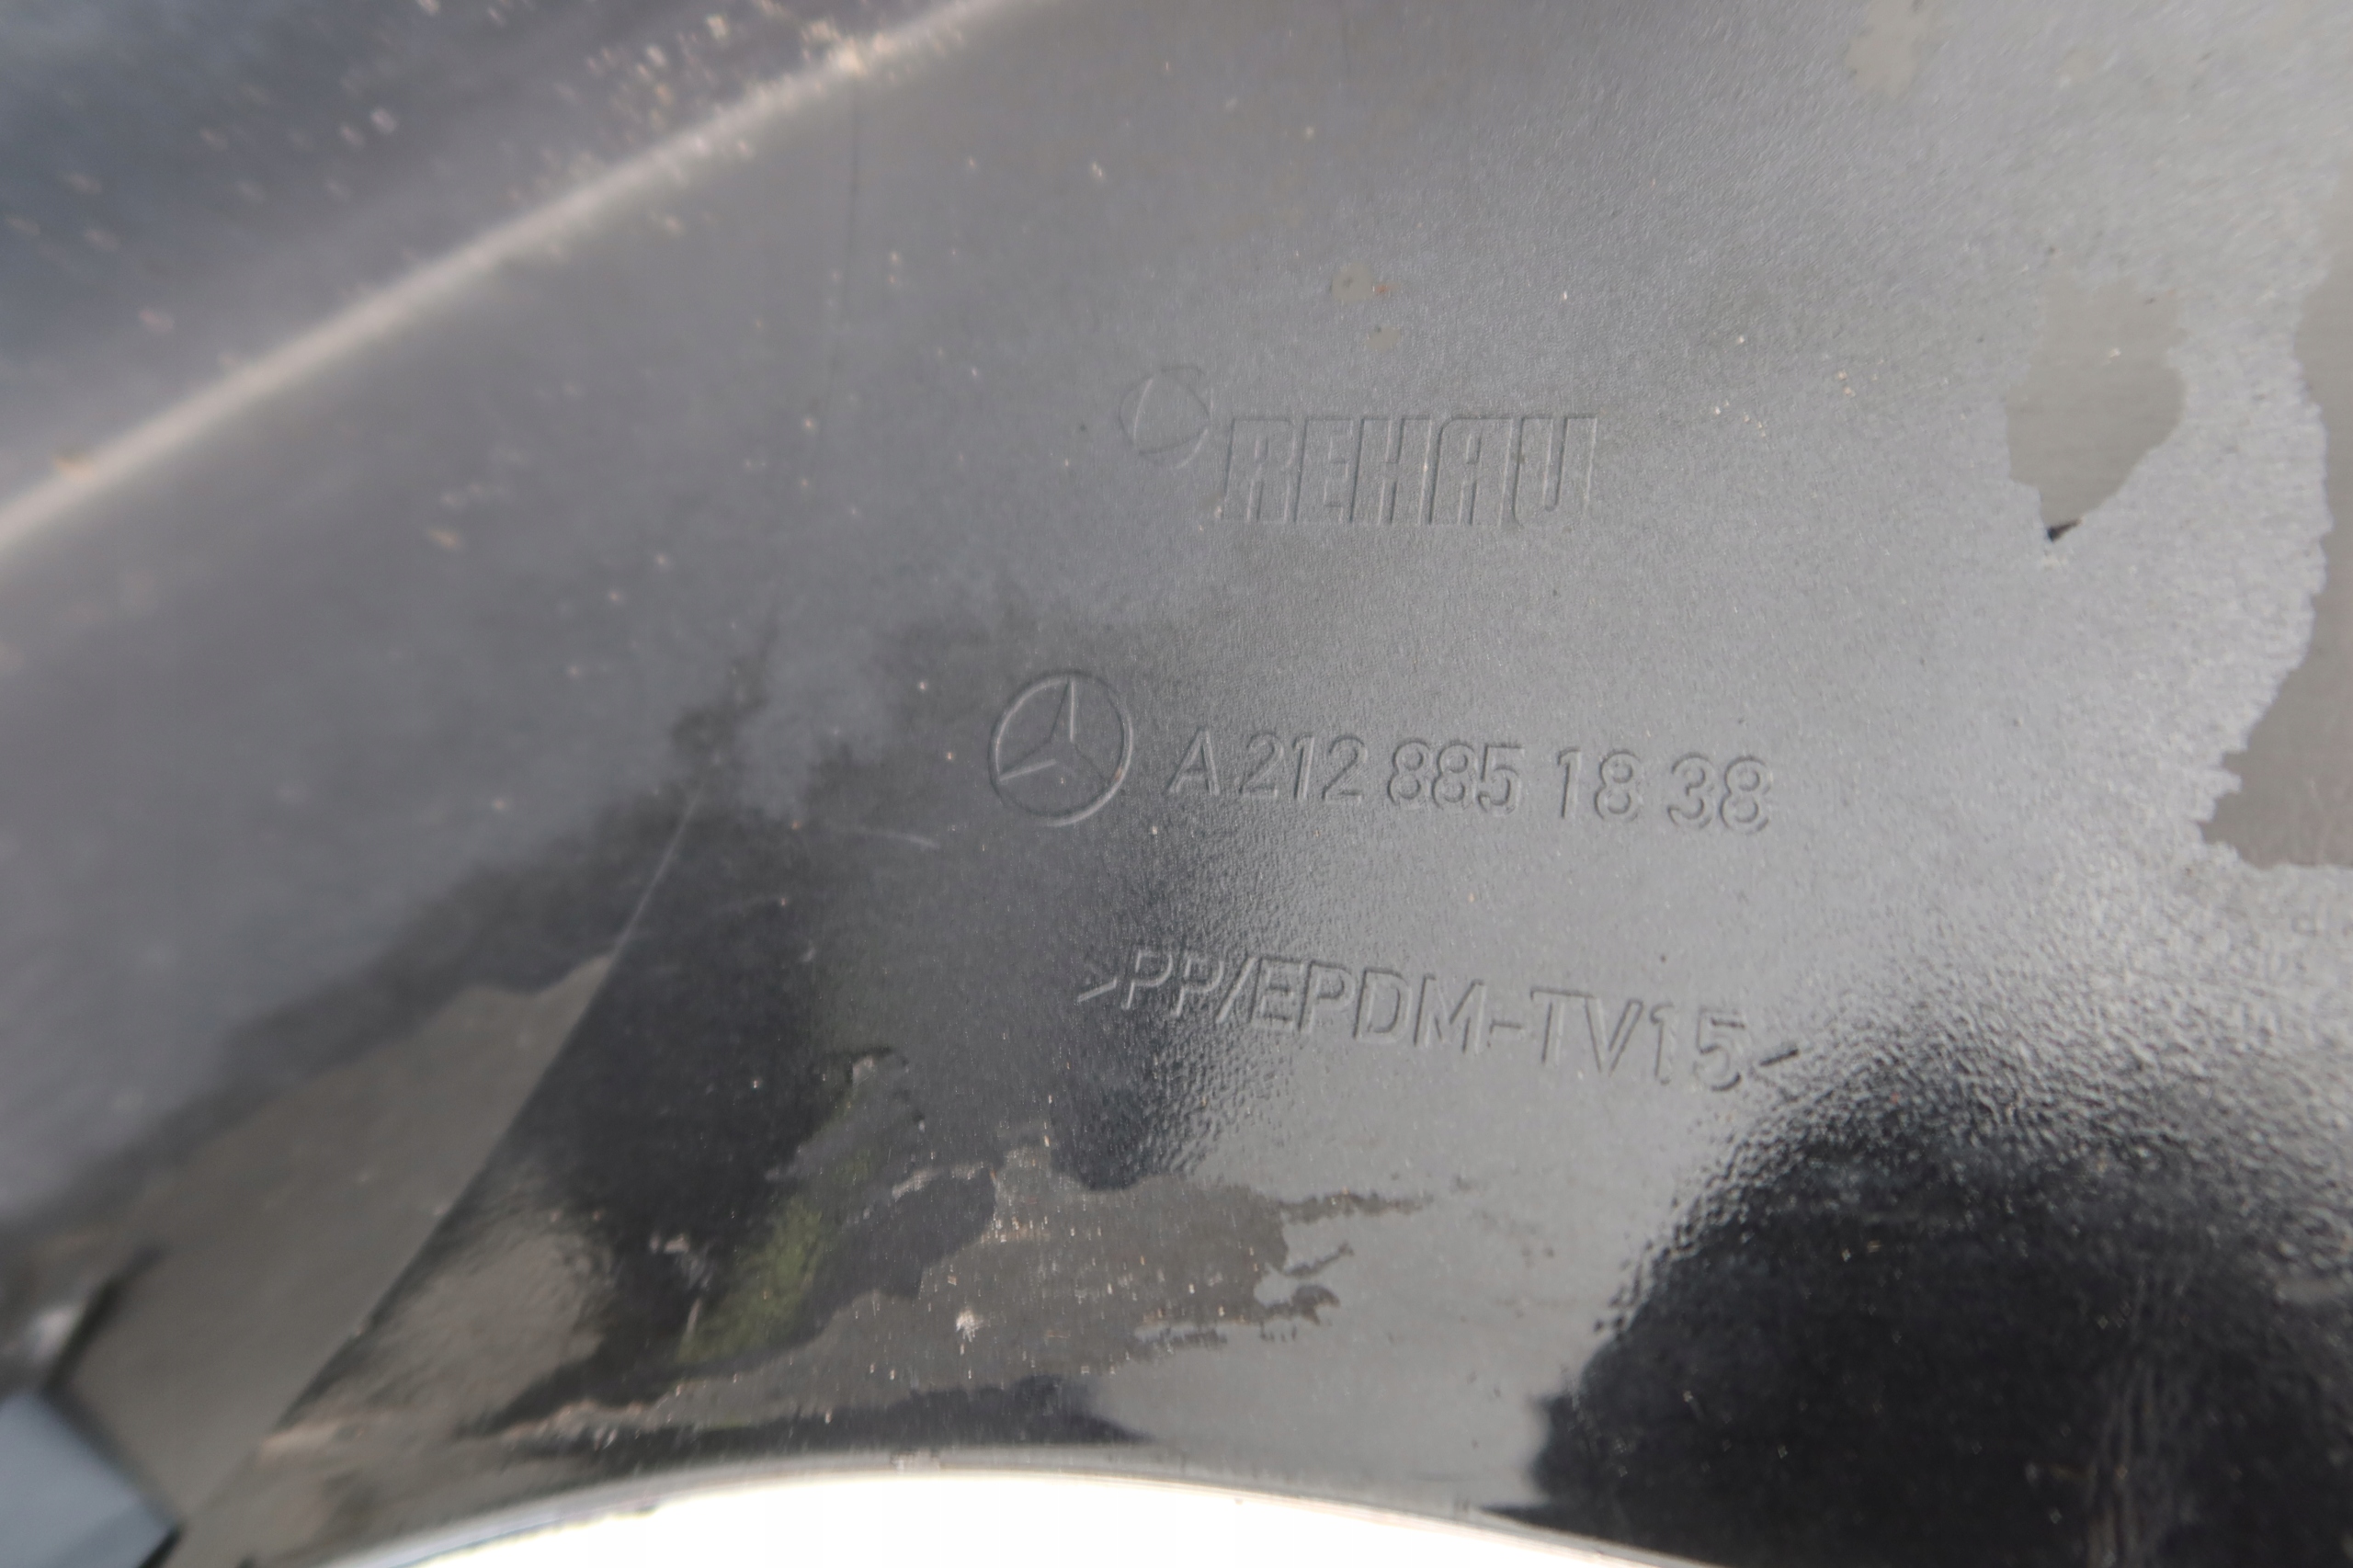 REHAU
A 212 885 18 38
>PP/EPDM-TV15<